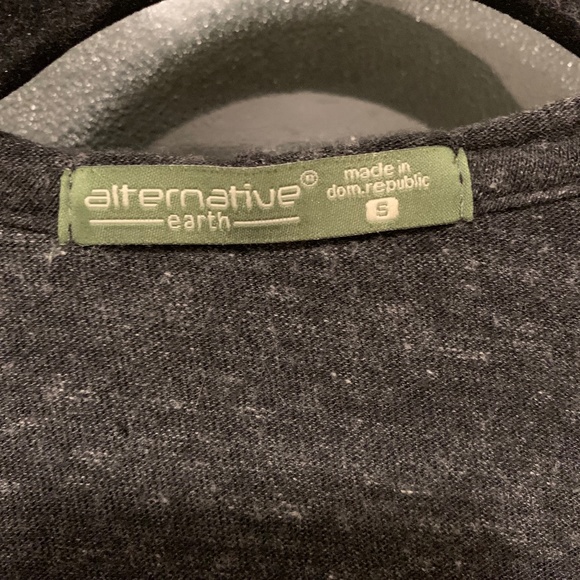 alternative®
earth
made in
dom.republic
S